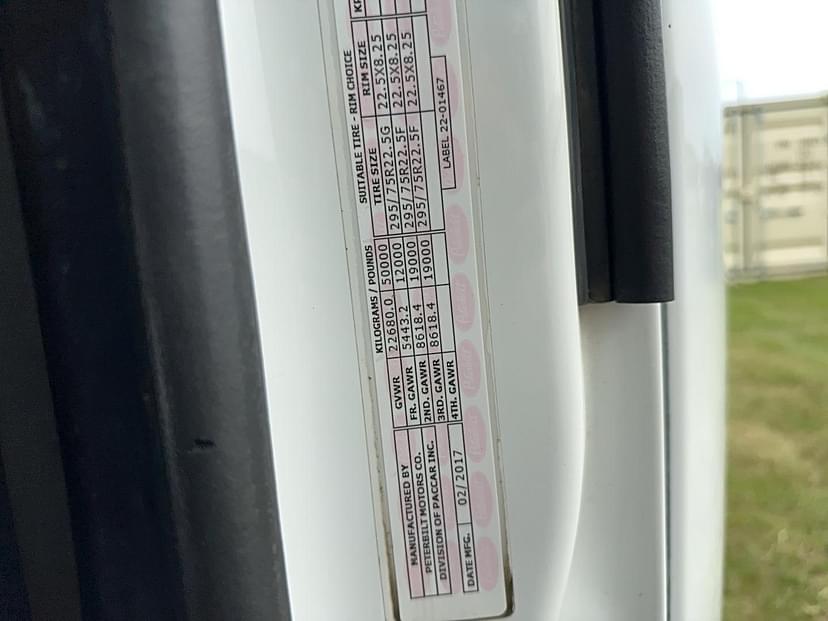 MANUFACTURED BY
PETERBILT MOTORS CO.
DIVISION OF PACCAR INC.
DATE MFG. 02/2017
KILOGRAMS / POUNDS
GVWR 22680.0 50000
FR. GAWR 5443.2 12000
2ND. GAWR 8618.4 19000
3RD. GAWR 8618.4 19000
4TH. GAWR
SUITABLE TIRE - RIM CHOICE
TIRE SIZE RIM SIZE
295/75R22.5G 22.5X8.25
295/75R22.5F 22.5X8.25
295/75R22.5F 22.5X8.25
LABEL 22-01467